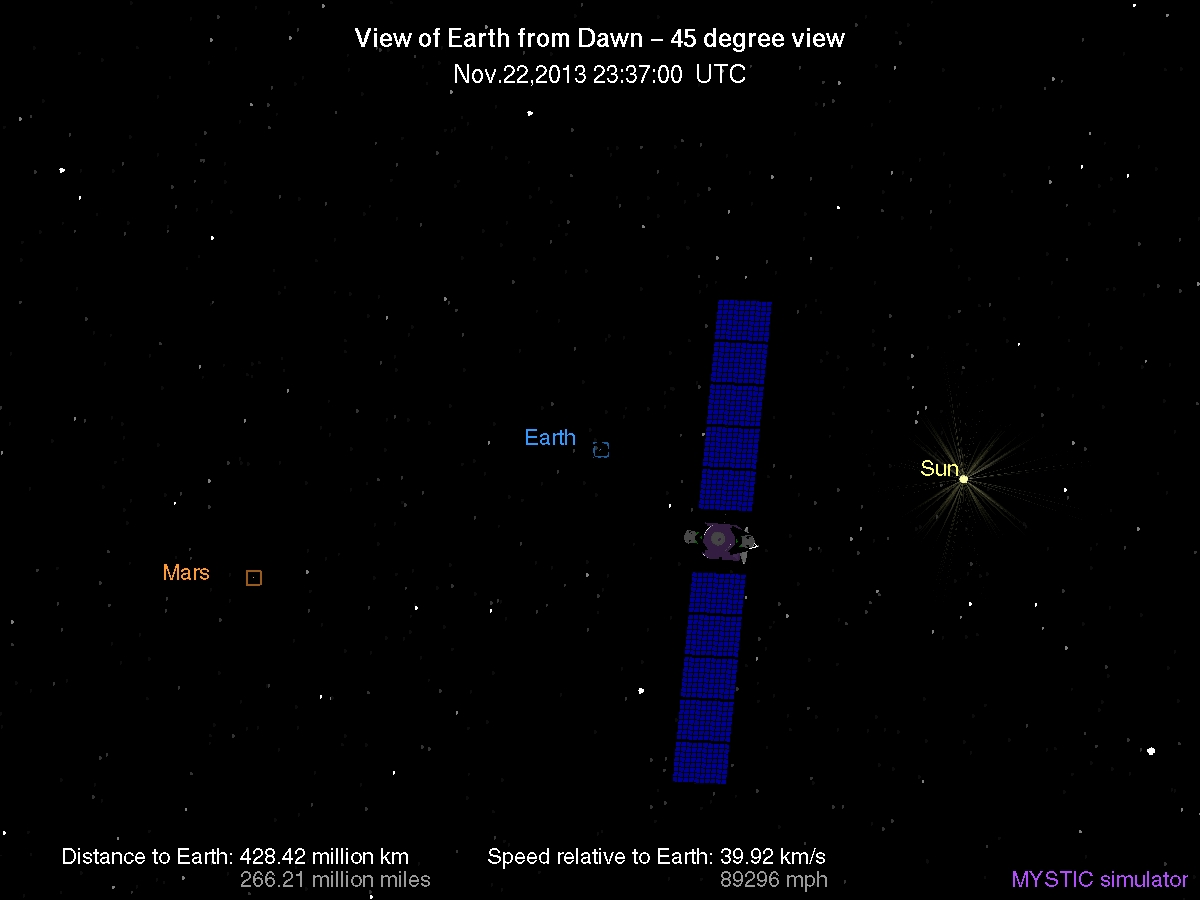 View of Earth from Dawn – 45 degree view
Nov.22,2013 23:37:00 UTC
Earth
Sun
Mars
Distance to Earth: 428.42 million km
266.21 million miles
Speed relative to Earth: 39.92 km/s
89296 mph
MYSTIC simulator